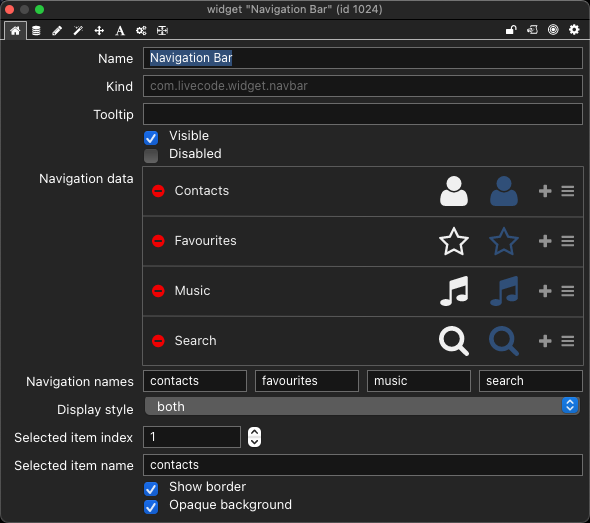 widget "Navigation Bar" (id 1024)
A
Name Navigation Bar
Kind com.livecode.widget.navbar
Tooltip
Visible
Disabled
Navigation data
Contacts
Favourites
Music
Search
Navigation names contacts favourites music search
Display style both
Selected item index 1
Selected item name contacts
Show border
Opaque background